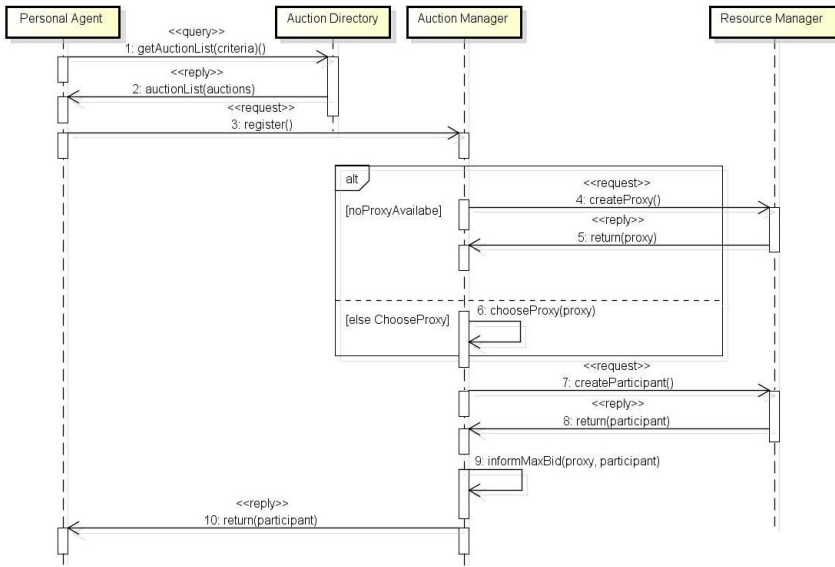 Personal Agent
Auction Directory
Auction Manager
Resource Manager
<<query>>
1: getAuctionList(criteria)()
<<reply>>
2: auctionList(auctions)
<<request>>
3: register()
alt
[noProxyAvailabe]
<<request>>
4: createProxy()
<<reply>>
5: return(proxy)
[else ChooseProxy]
6: chooseProxy(proxy)
<<request>>
7: createParticipant()
<<reply>>
8: return(participant)
9: informMaxBid(proxy, participant)
<<reply>>
10: return(participant)